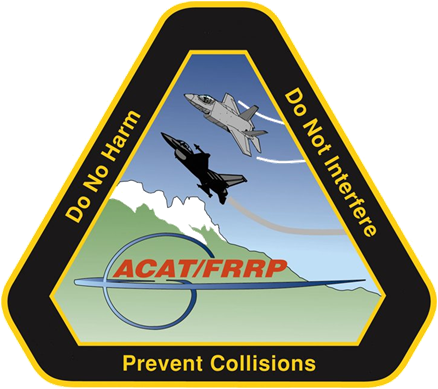 Do No Harm
Do Not Interfere
ACAT/FRRP
Prevent Collisions